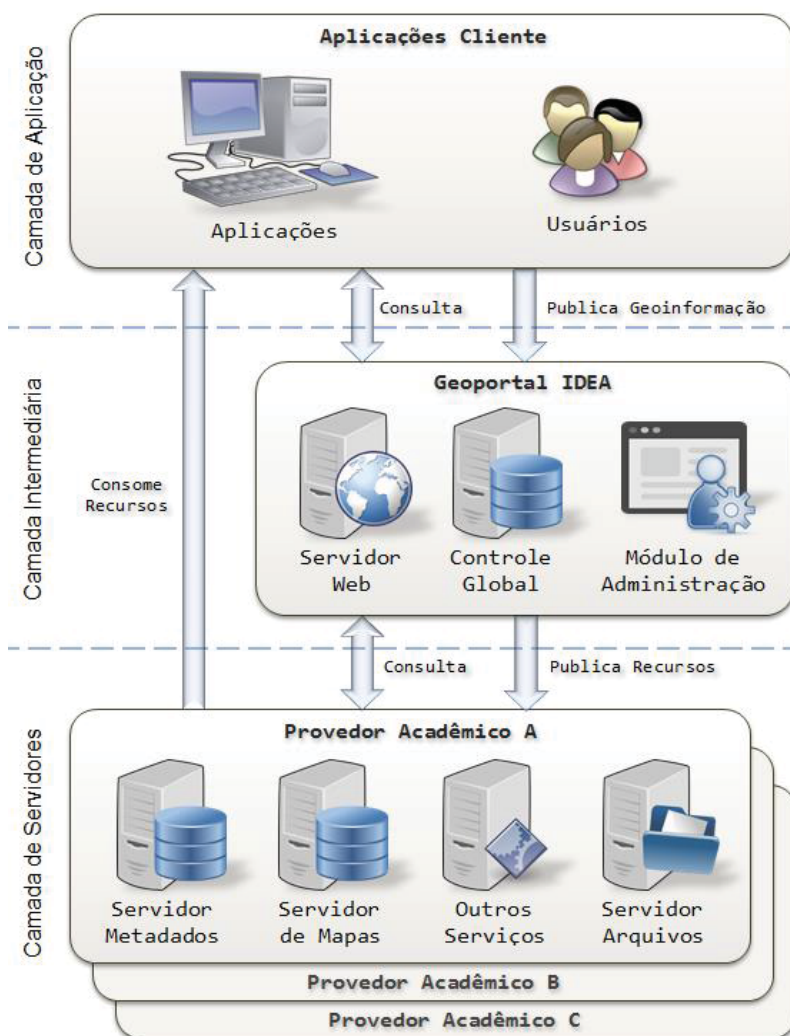 Camada de Aplicação
Aplicações Cliente
Aplicações
Usuários
Consulta
Publica Geoinformação
Camada Intermediária
Consome
Recursos
Geoportal IDEA
Servidor
Web
Controle
Global
Módulo de
Administração
Consulta
Publica Recursos
Camada de Servidores
Provedor Acadêmico A
Servidor
Metadados
Servidor
de Mapas
Outros
Serviços
Servidor
Arquivos
Provedor Acadêmico B
Provedor Acadêmico C